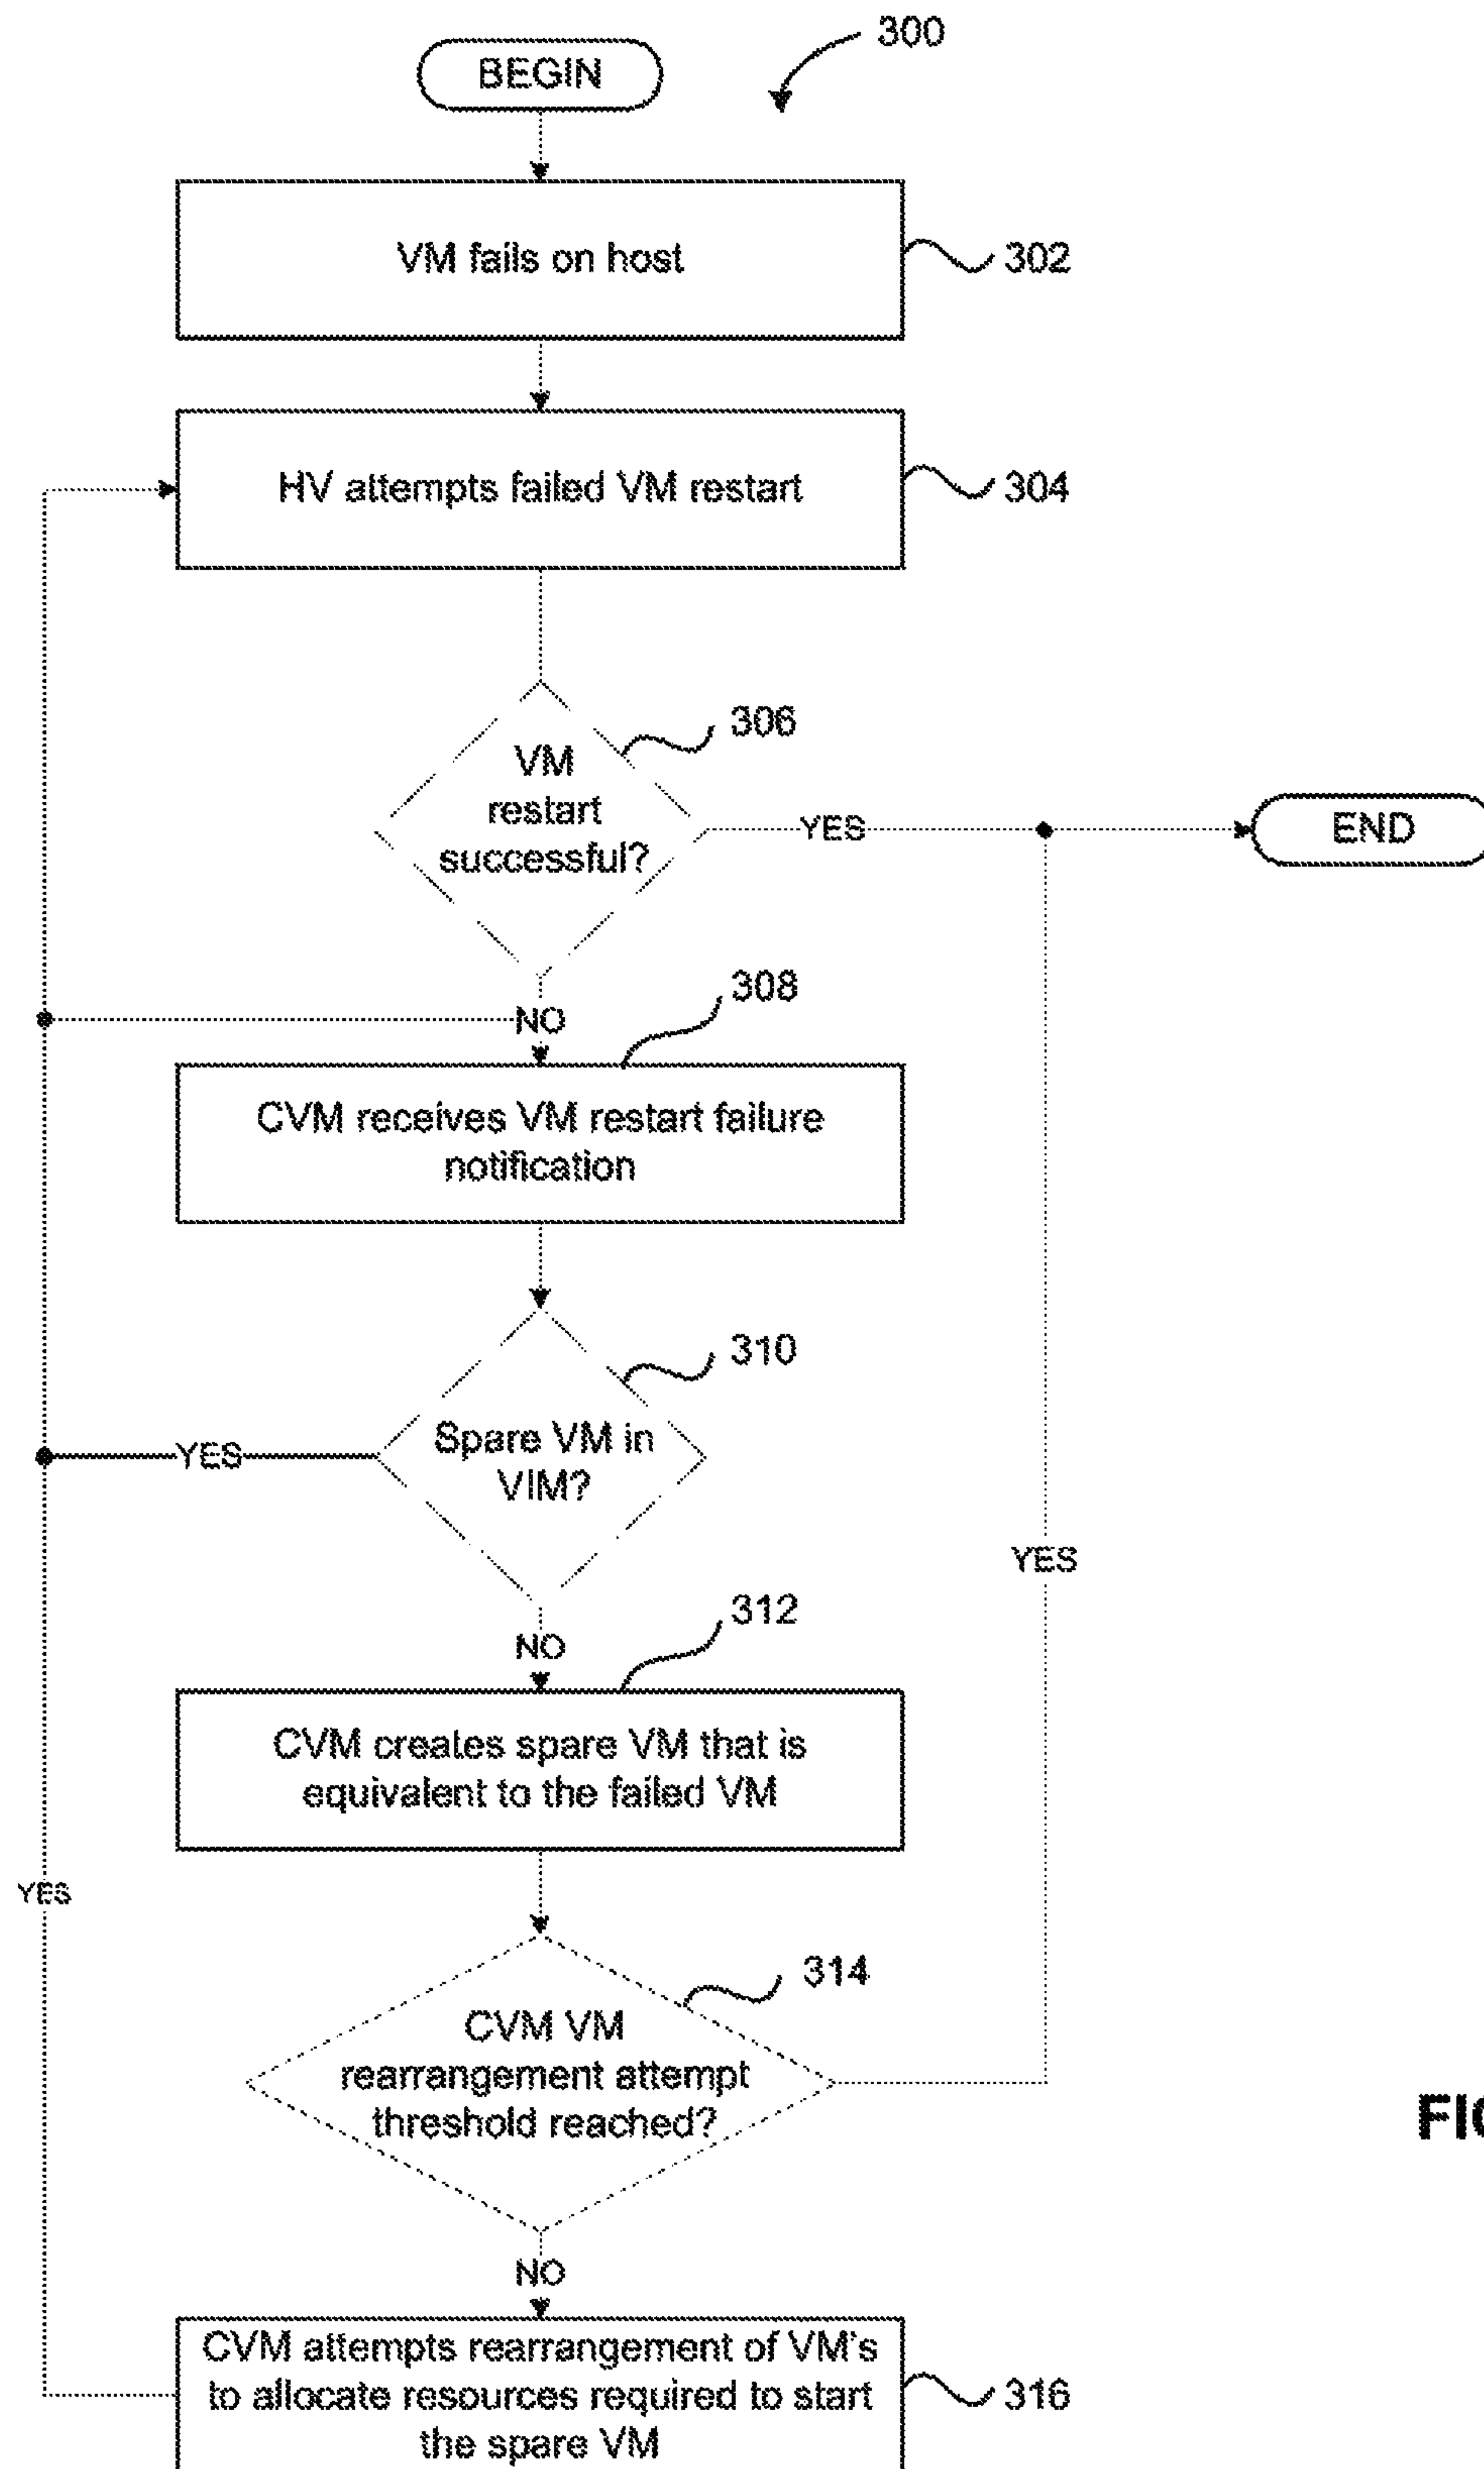 300
BEGIN
VM fails on host
302
HV attempts failed VM restart
304
306
VM
restart
successful?
YES
END
308
NO
CVM receives VM restart failure
notification
310
Spare VM in
VIM?
YES
YES
312
NO
CVM creates spare VM that is
equivalent to the failed VM
YES
314
CVM VM
rearrangement attempt
threshold reached?
NO
CVM attempts rearrangement of VM's
to allocate resources required to start
the spare VM
316